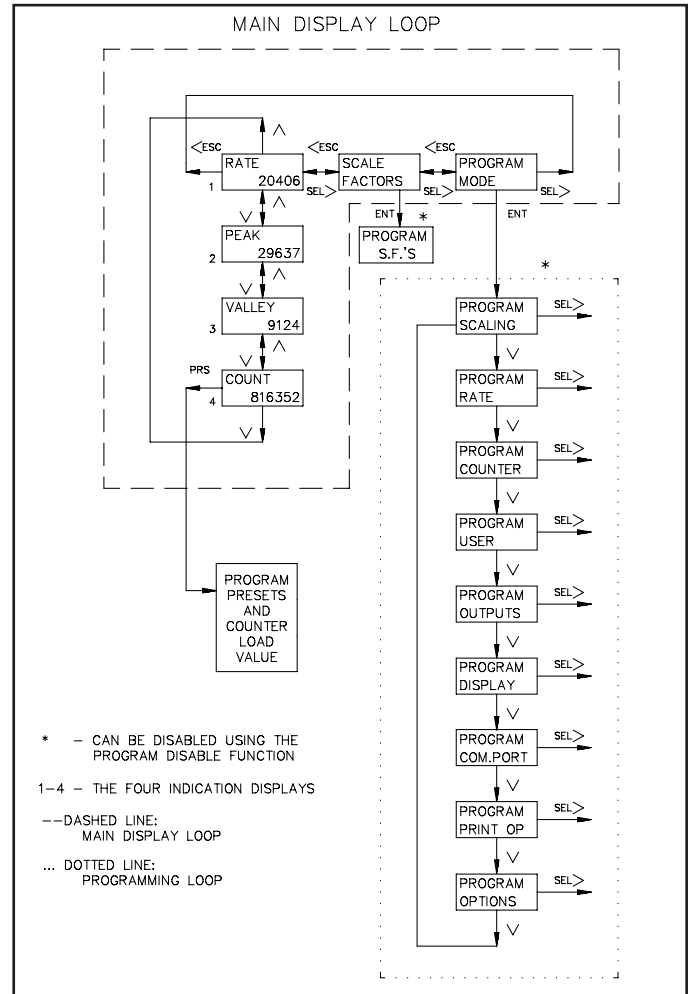 MAIN DISPLAY LOOP
*
<ESC
<ESC
<ESC
RATE
20406
1
SEL>
SCALE
FACTORS
SEL>
PROGRAM
MODE
SEL>
ENT
*
ENT
PROGRAM
S.F.'S
PEAK
29637
2
VALLEY
9124
3
PRS
COUNT
816352
4
PROGRAM
PRESETS
AND
COUNTER
LOAD
VALUE
*
PROGRAM
SCALING
SEL>
PROGRAM
RATE
SEL>
PROGRAM
COUNTER
SEL>
PROGRAM
USER
SEL>
PROGRAM
OUTPUTS
SEL>
PROGRAM
DISPLAY
SEL>
PROGRAM
COM.PORT
SEL>
PROGRAM
PRINT OP
SEL>
PROGRAM
OPTIONS
SEL>
* – CAN BE DISABLED USING THE
PROGRAM DISABLE FUNCTION
1–4 – THE FOUR INDICATION DISPLAYS
––DASHED LINE:
MAIN DISPLAY LOOP
... DOTTED LINE:
PROGRAMMING LOOP